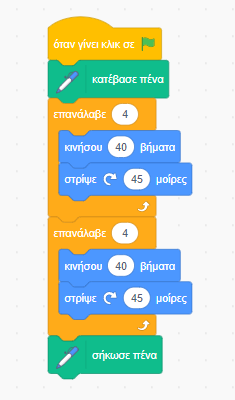 όταν γίνει κλικ σε
κατέβασε πένα
επανάλαβε 4
κινήσου 40 βήματα
στρίψε 45 μοίρες
επανάλαβε 4
κινήσου 40 βήματα
στρίψε 45 μοίρες
σήκωσε πένα